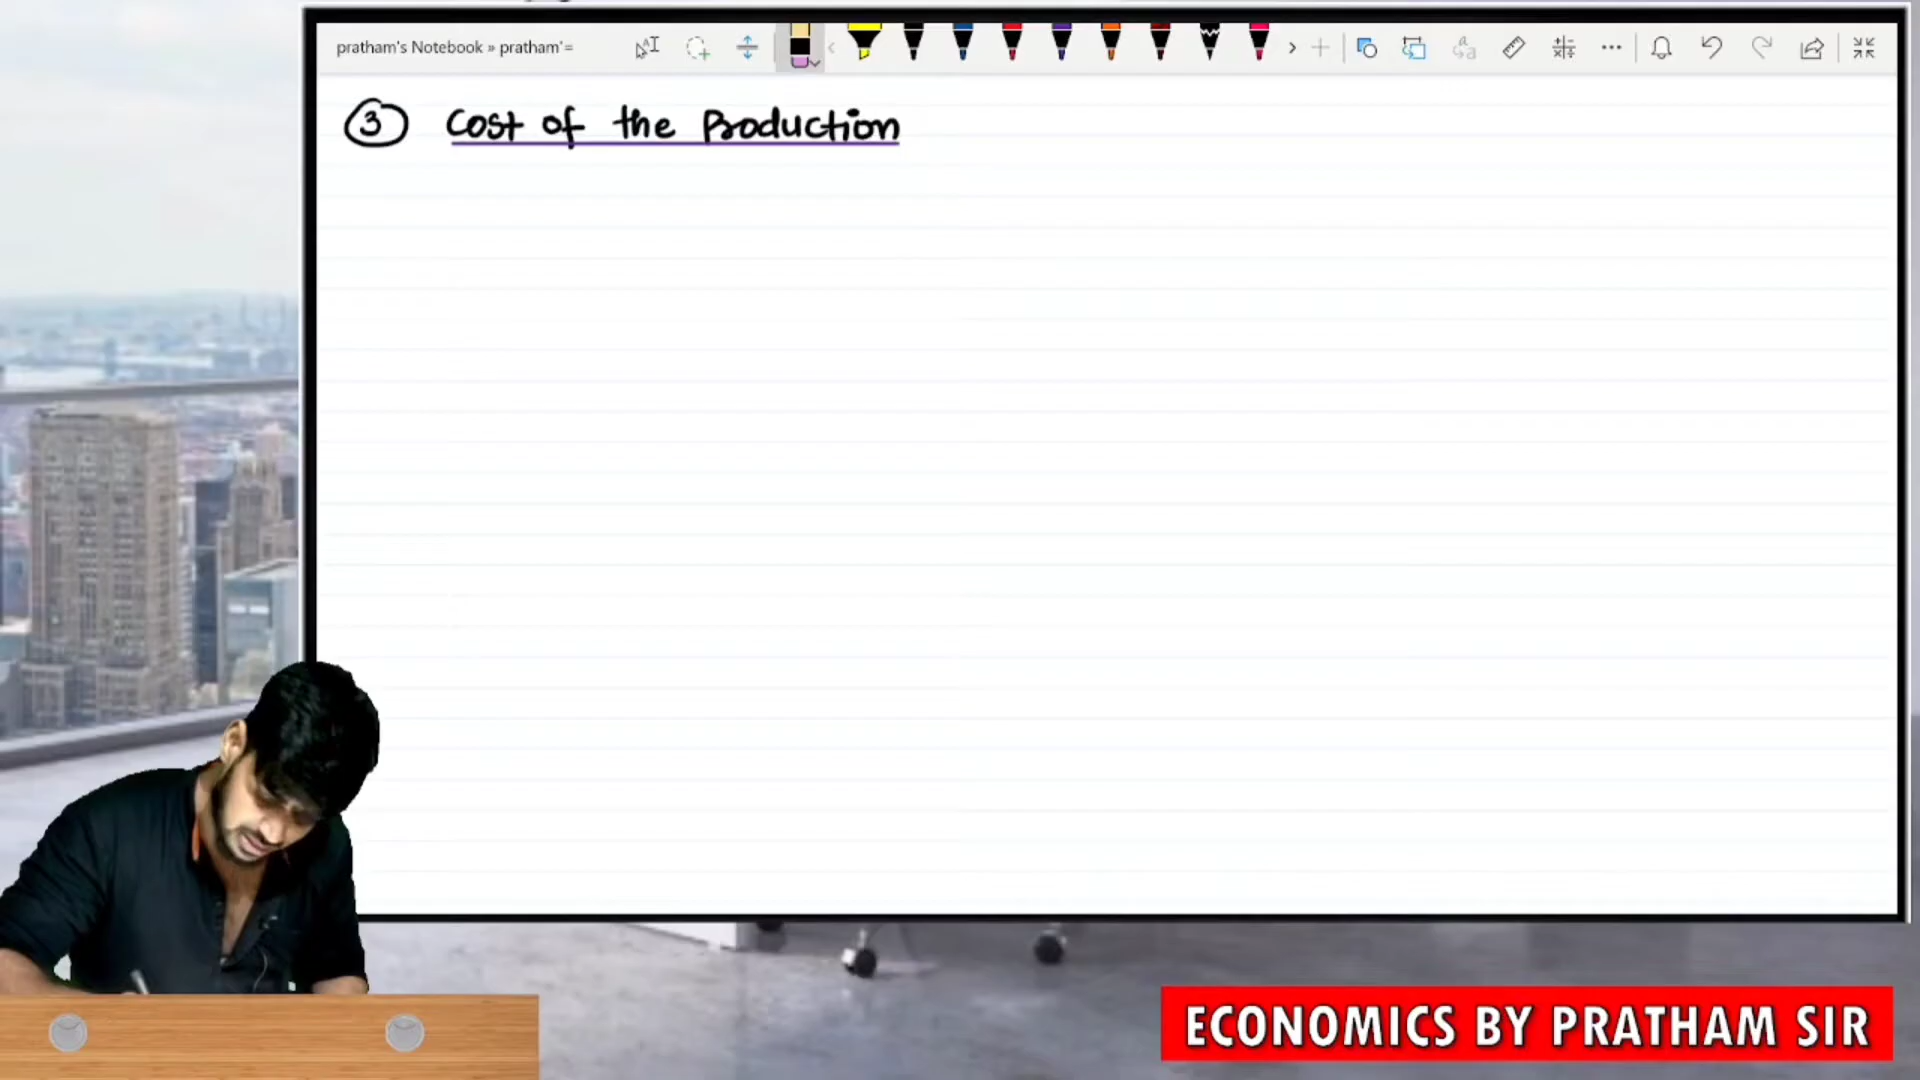 pratham's Notebook » pratham'=
3 Cost of the Production
ECONOMICS BY PRATHAM SIR